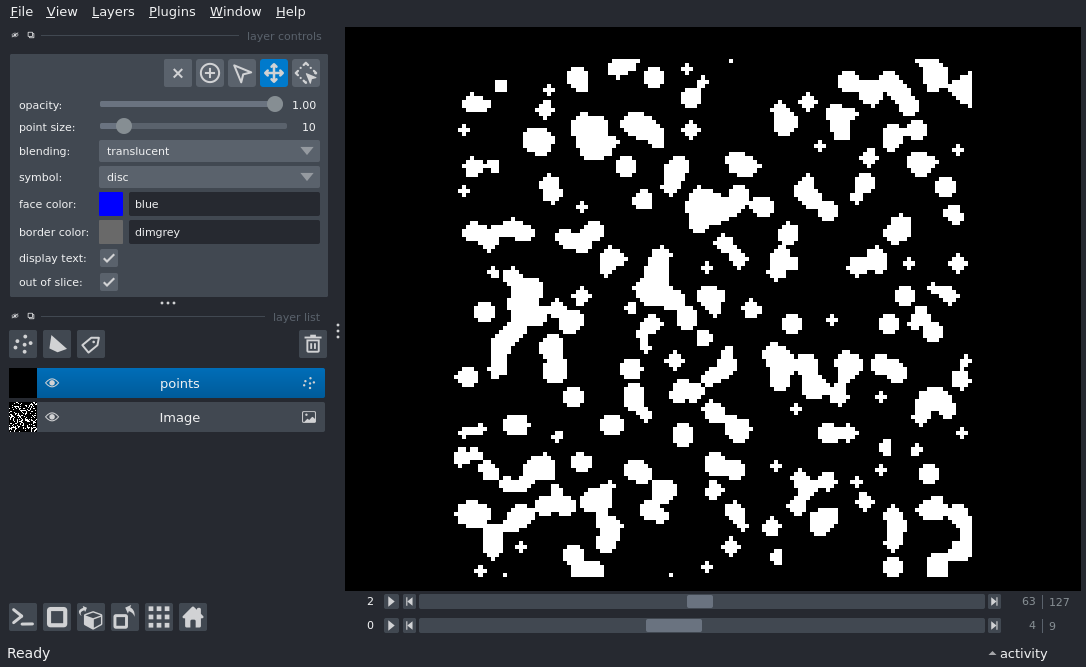 File View Layers Plugins Window Help
layer controls
opacity: 1.00
point size: 10
blending: translucent
symbol: disc
face color: blue
border color: dimgrey
display text:
out of slice:
layer list
points
Image
2 63 127
0 4 9
Ready activity